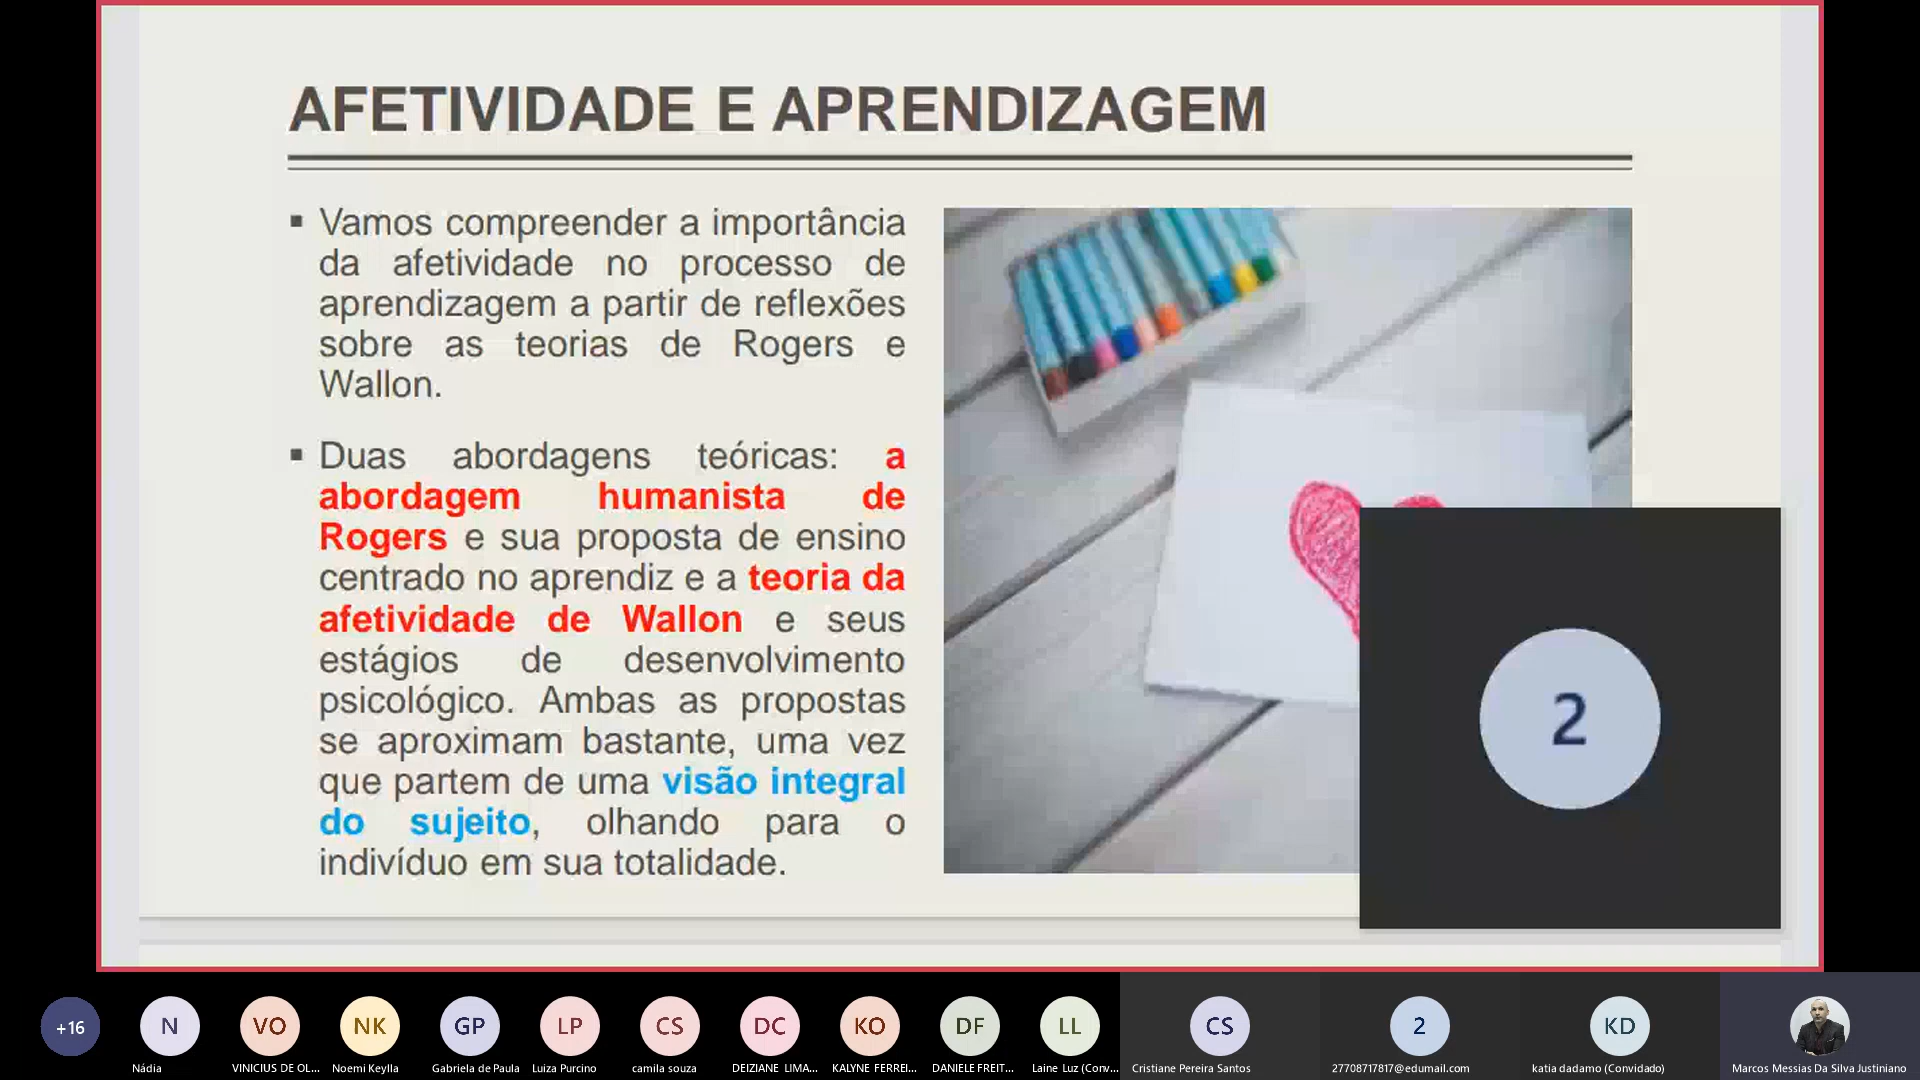 AFETIVIDADE E APRENDIZAGEM
▪ Vamos compreender a importância
da afetividade no processo de
aprendizagem a partir de reflexões
sobre as teorias de Rogers e
Wallon.
▪ Duas abordagens teóricas: a
abordagem humanista de
Rogers e sua proposta de ensino
centrado no aprendiz e a teoria da
afetividade de Wallon e seus
estágios de desenvolvimento
psicológico. Ambas as propostas
se aproximam bastante, uma vez
que partem de uma visão integral
do sujeito, olhando para o
indivíduo em sua totalidade.
2
+16 N VO NK GP LP CS DC KO DF LL CS 2 KD
Nádia VINICIUS DE OL... Noemi Keylla Gabriela de Paula Luiza Purcino camila souza DEIZIANE LIMA... KALYNE FERREI... DANIELE FREIT... Laine Luz (Conv... Cristiane Pereira Santos 27708717817@edumail.com katia dadamo (Convidado) Marcos Messias Da Silva Justiniano